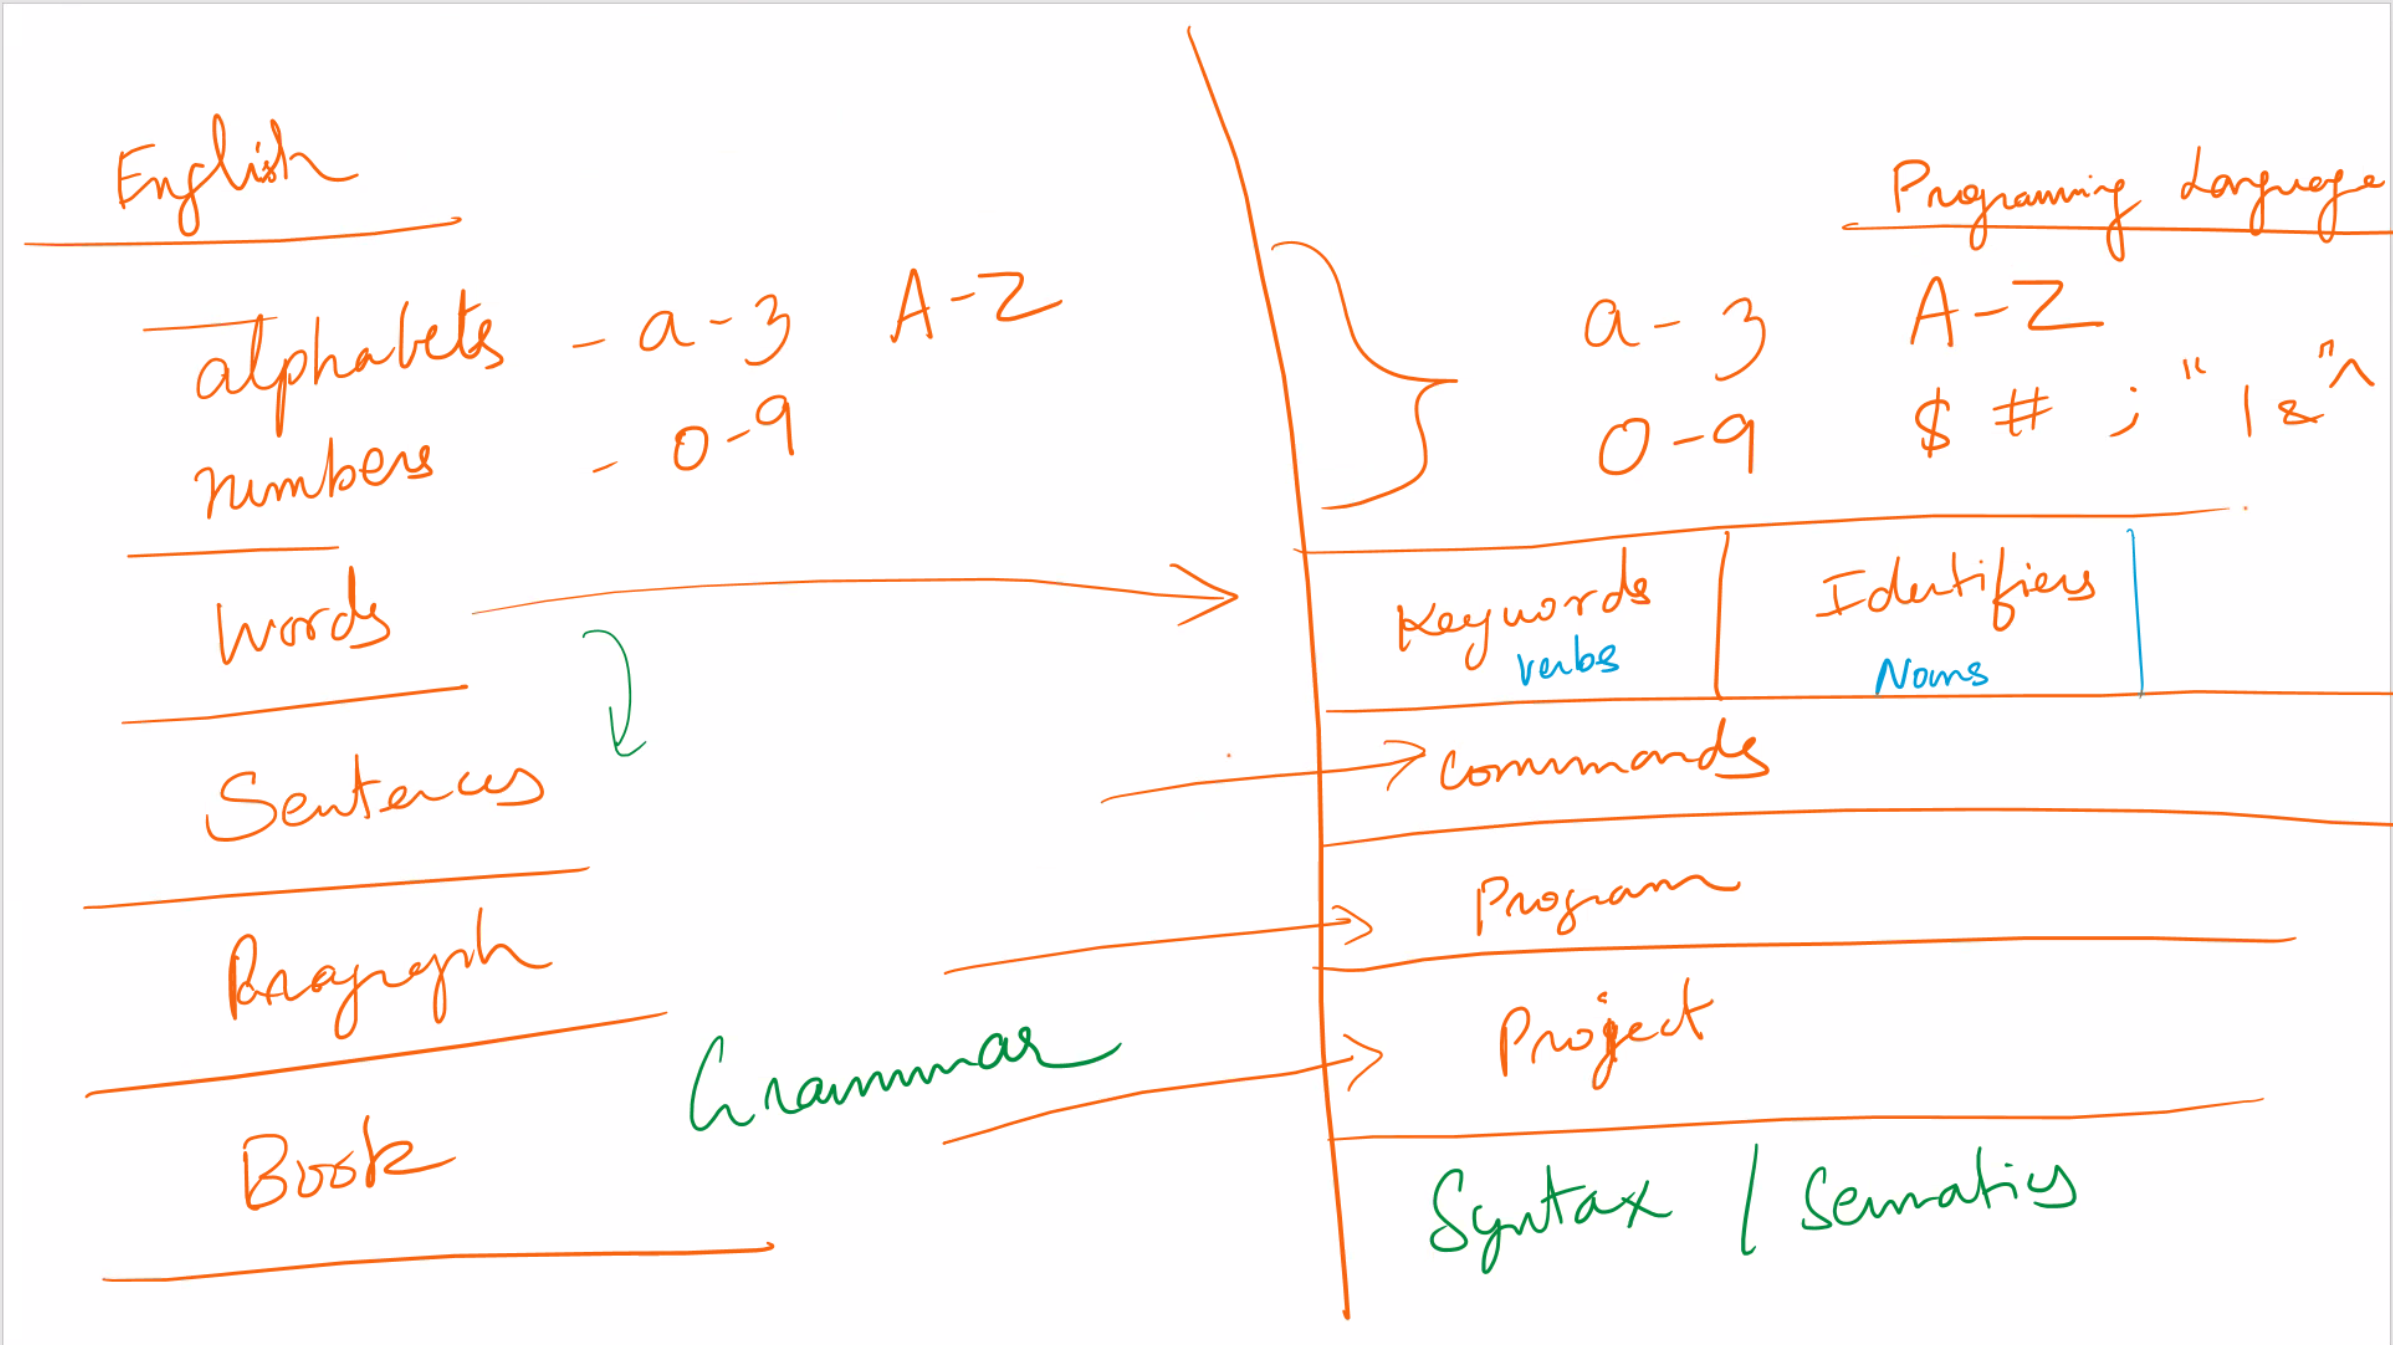 English
alphabets - a-z A-Z
numbers - 0-9
Words
Sentences
Paragraph
Book
Grammar
Programming Language
a-z A-Z
0-9 $ # ; " | & " ^
Keywords Identifiers
verbs Nouns
Commands
Program
Project
Syntax / Sematics